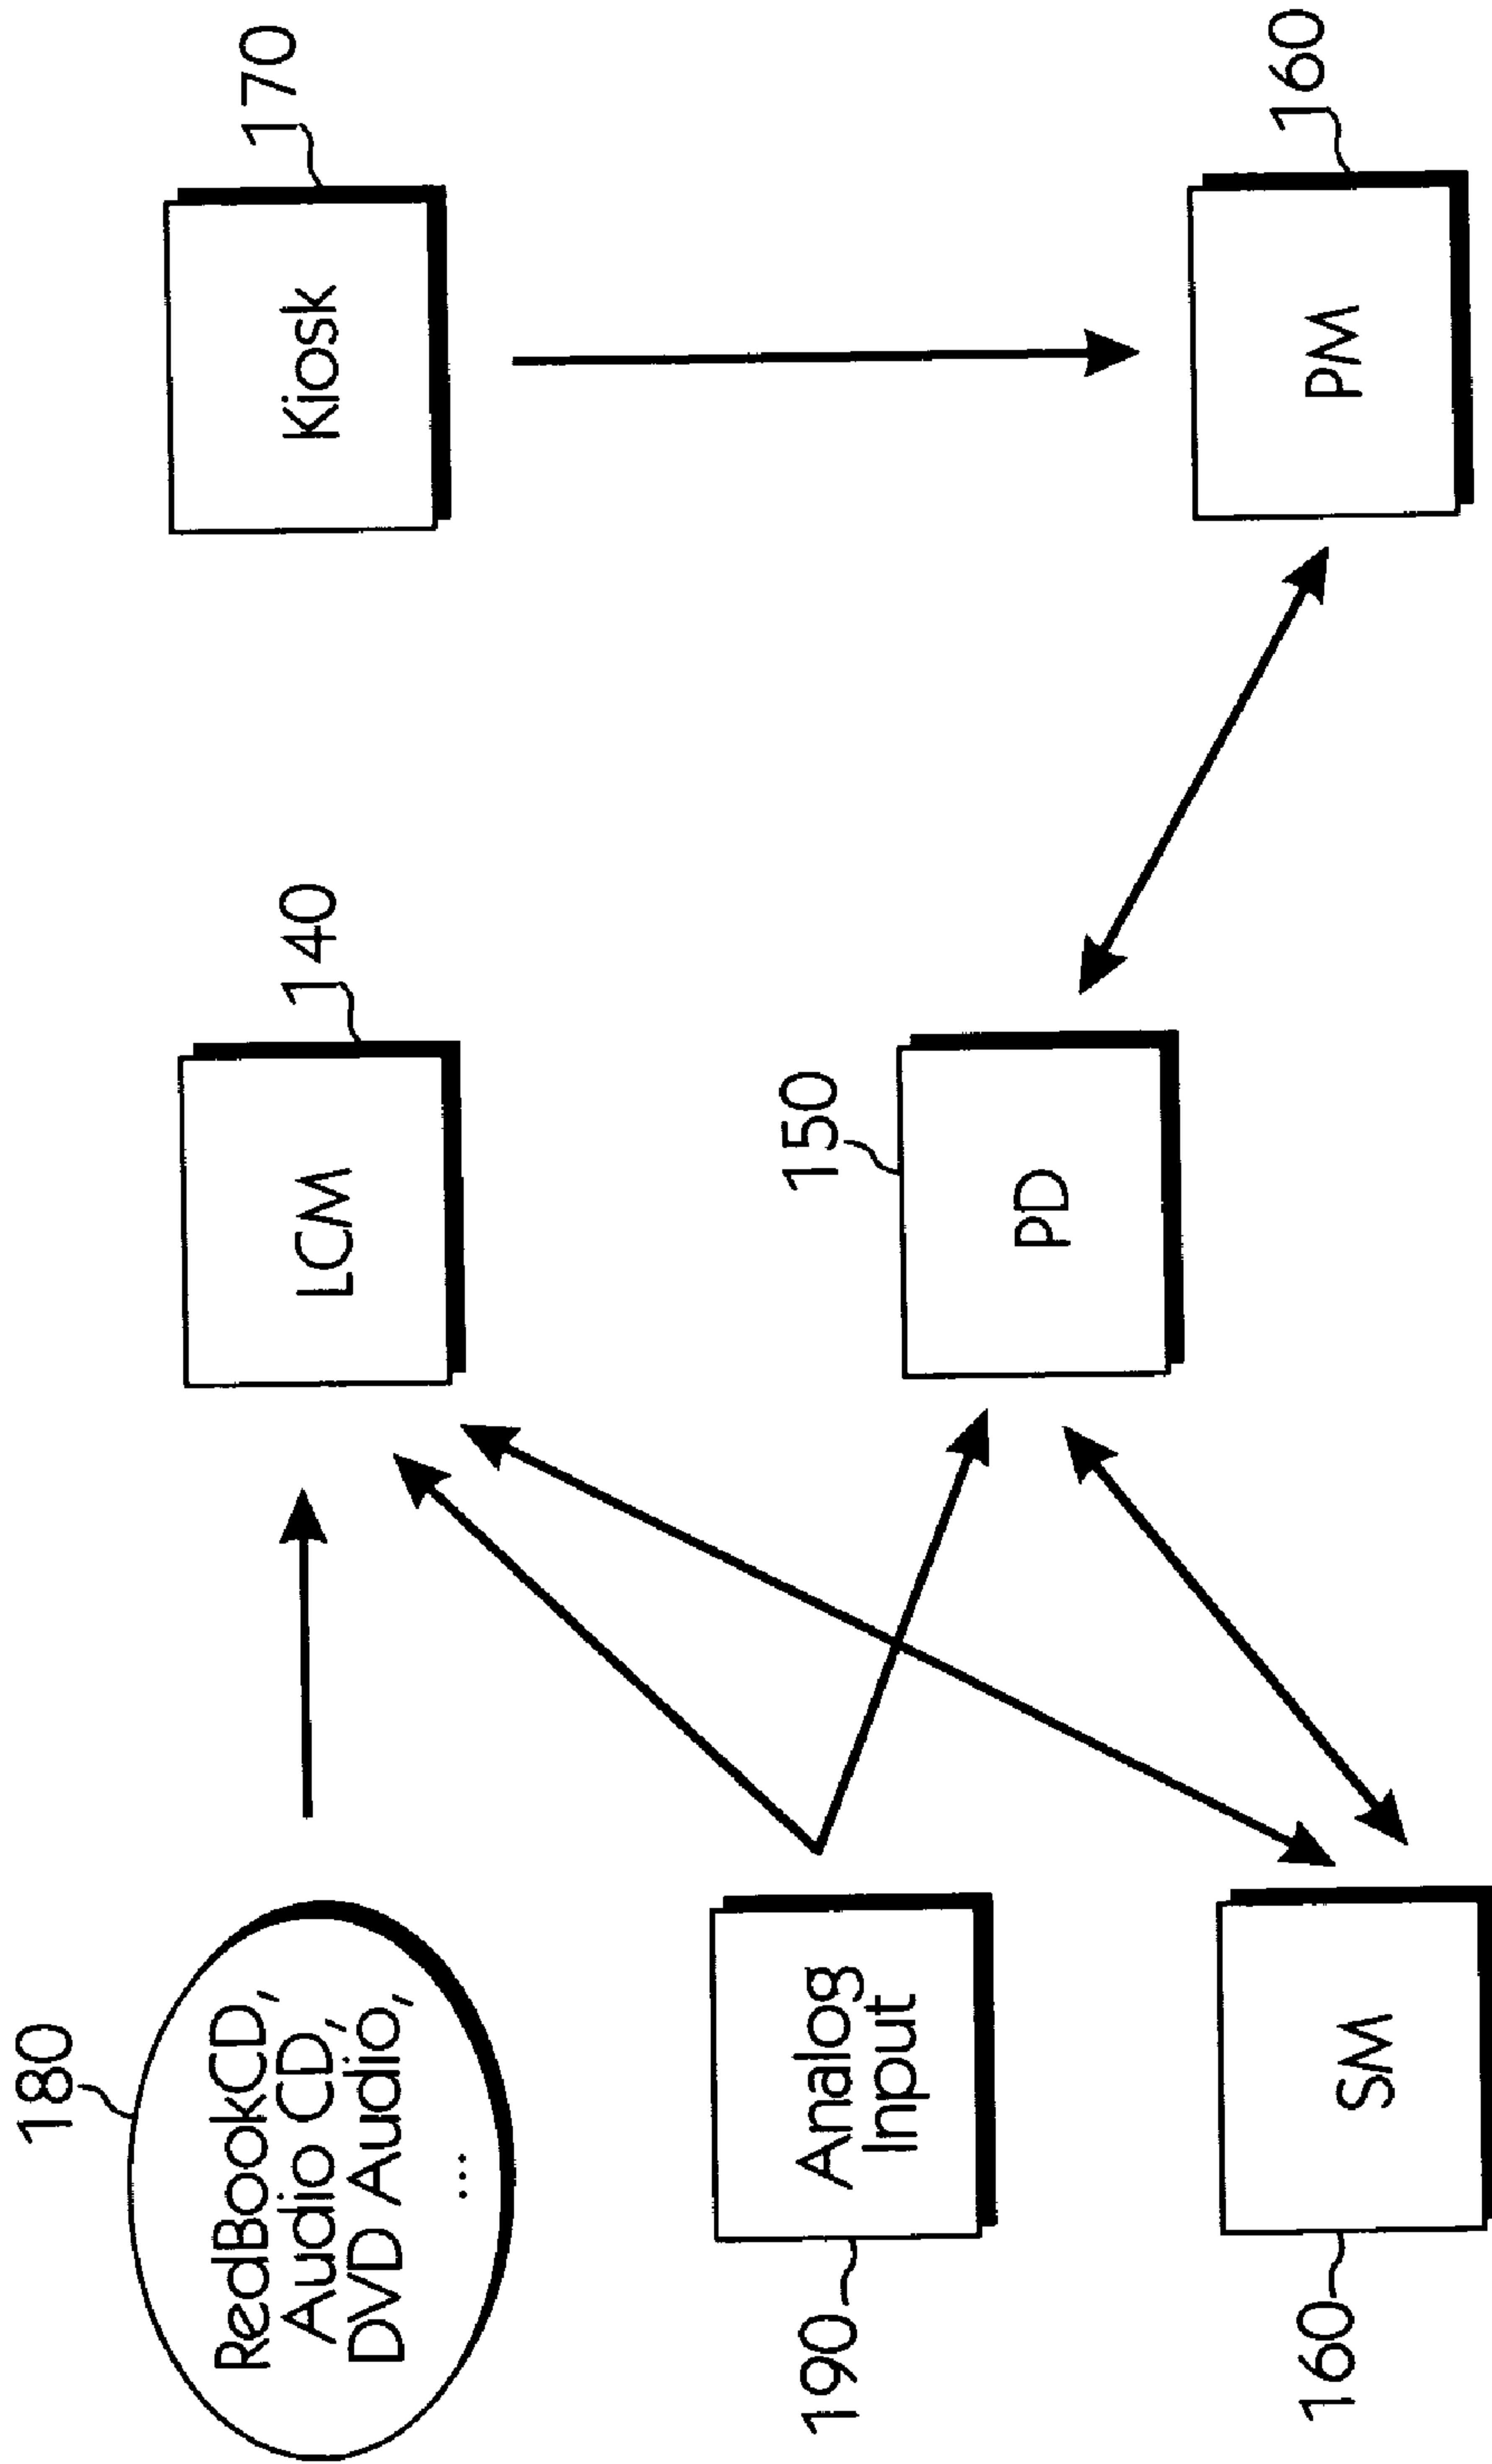 180
RedBookCD,
Audio CD,
DVD Audio,
...
LCM
140
Kiosk
170
190
Analog
Input
150
PD
160
SM
PM
160